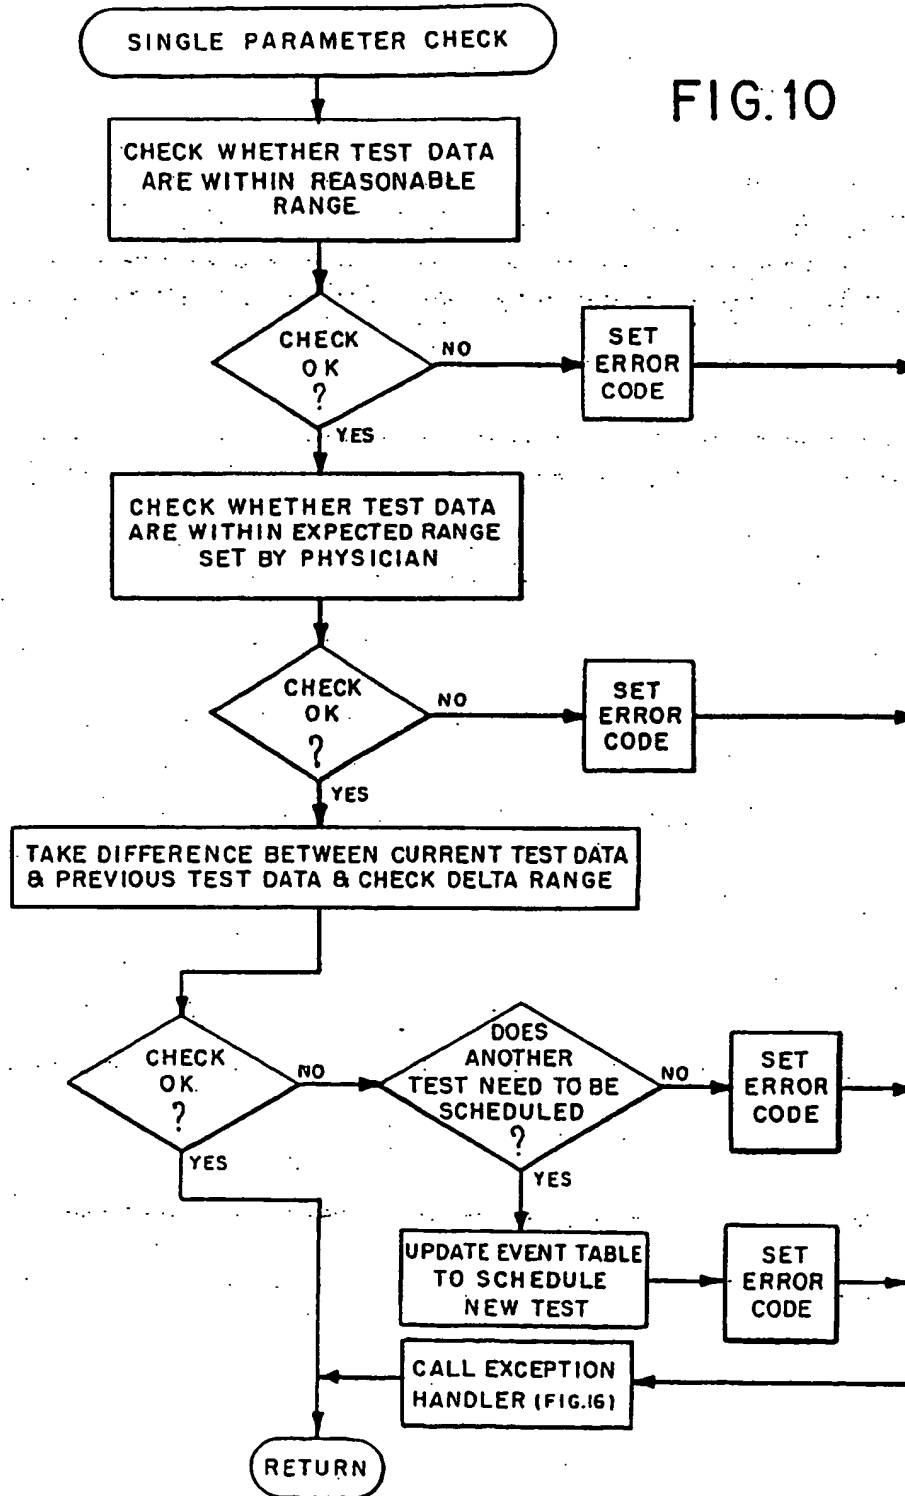 SINGLE PARAMETER CHECK
FIG.10
CHECK WHETHER TEST DATA
ARE WITHIN REASONABLE
RANGE
CHECK
OK
?
NO
SET
ERROR
CODE
YES
CHECK WHETHER TEST DATA
ARE WITHIN EXPECTED RANGE
SET BY PHYSICIAN
CHECK
OK
?
NO
SET
ERROR
CODE
YES
TAKE DIFFERENCE BETWEEN CURRENT TEST DATA
& PREVIOUS TEST DATA & CHECK DELTA RANGE
CHECK
OK
?
NO
DOES
ANOTHER
TEST NEED TO BE
SCHEDULED
?
NO
SET
ERROR
CODE
YES
YES
UPDATE EVENT TABLE
TO SCHEDULE
NEW TEST
SET
ERROR
CODE
CALL EXCEPTION
HANDLER (FIG.16)
RETURN